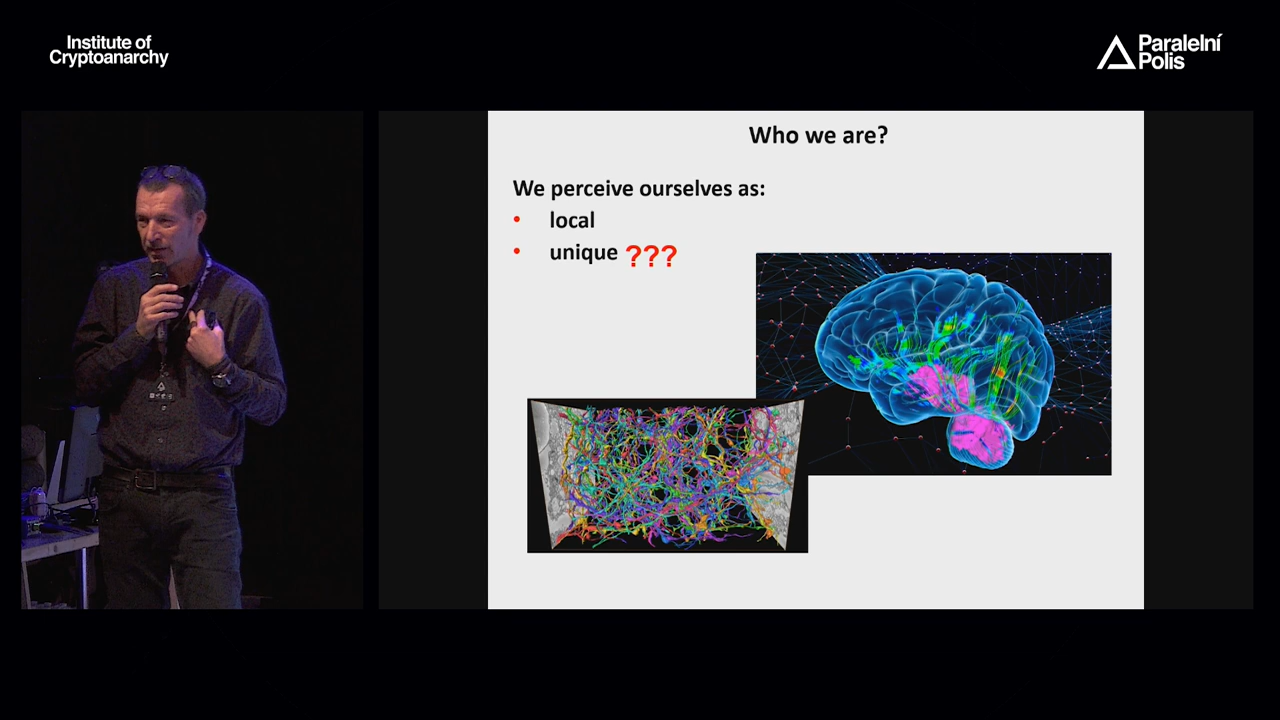 Institute of
Cryptoanarchy
Paralelní
Polis
Who we are?
We perceive ourselves as:
• local
• unique ???